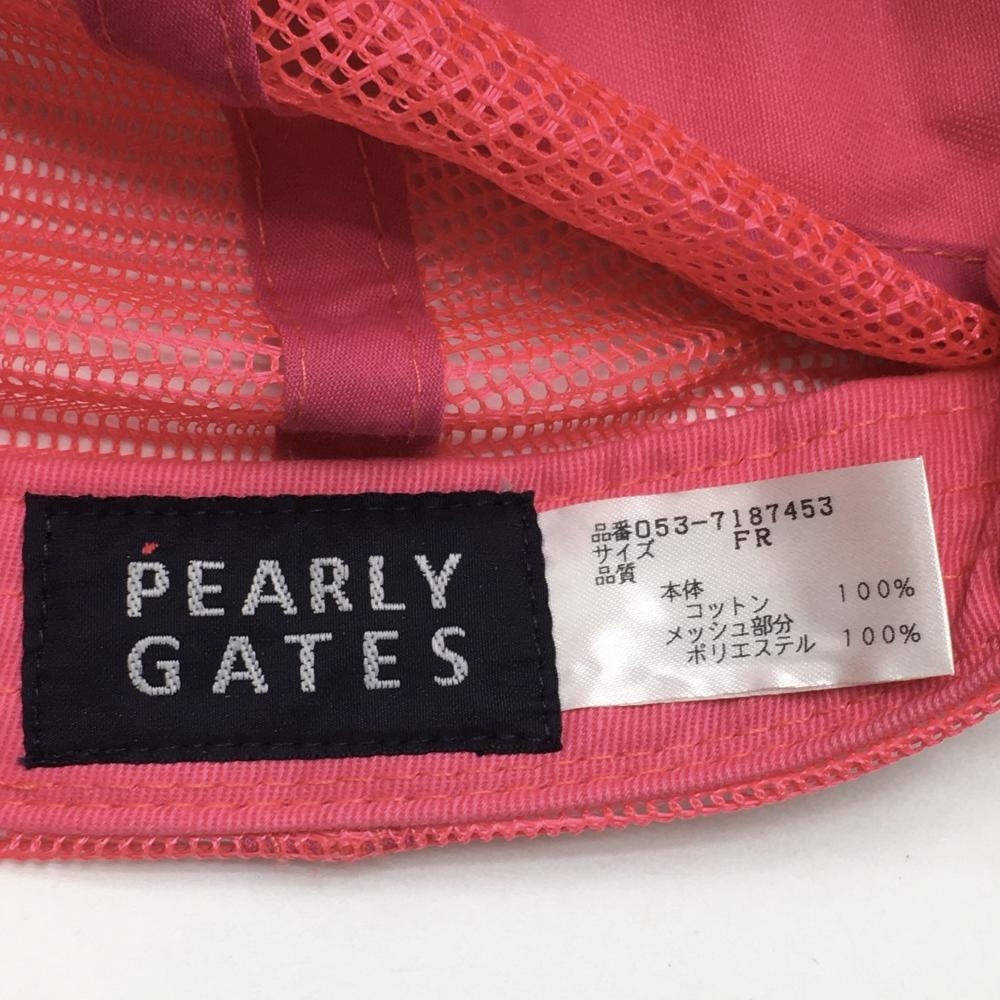 PEARLY
GATES
品番053-7187453
サイズ FR
品質
本体
コットン 100%
メッシュ部分
ポリエステル 100%